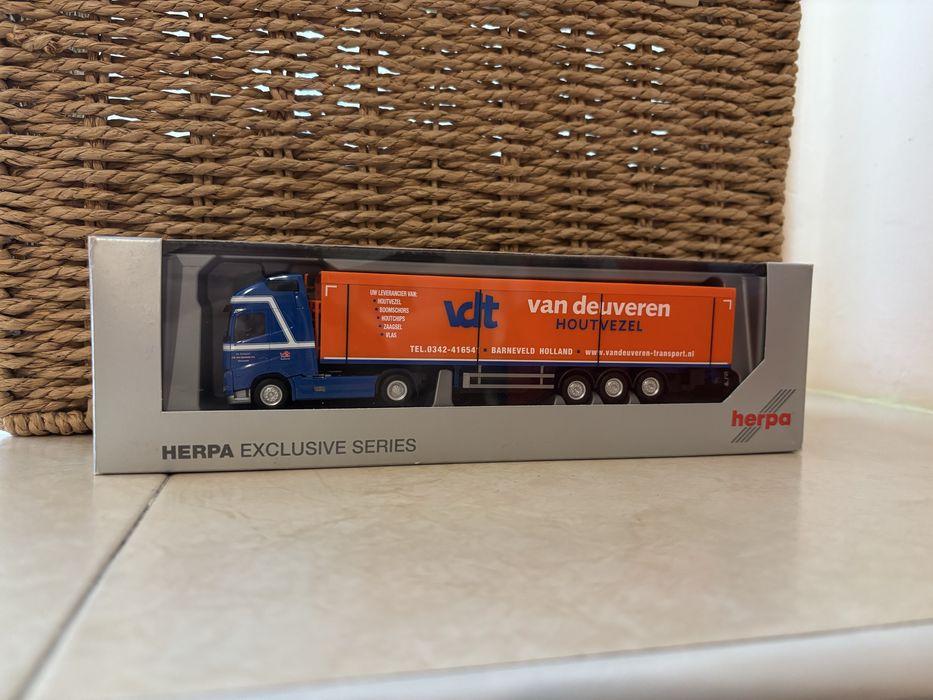 UW LEVERANCIER VAN:
• HOUTVEZEL
• BOOMSCHORS
• HOUTCHIPS
• ZAAGSEL
• VLAS
vdt
van deuveren
HOUTVEZEL
TEL.0342-416541 • BARNEVELD HOLLAND • www.vandeuveren-transport.nl
herpa
HERPA EXCLUSIVE SERIES